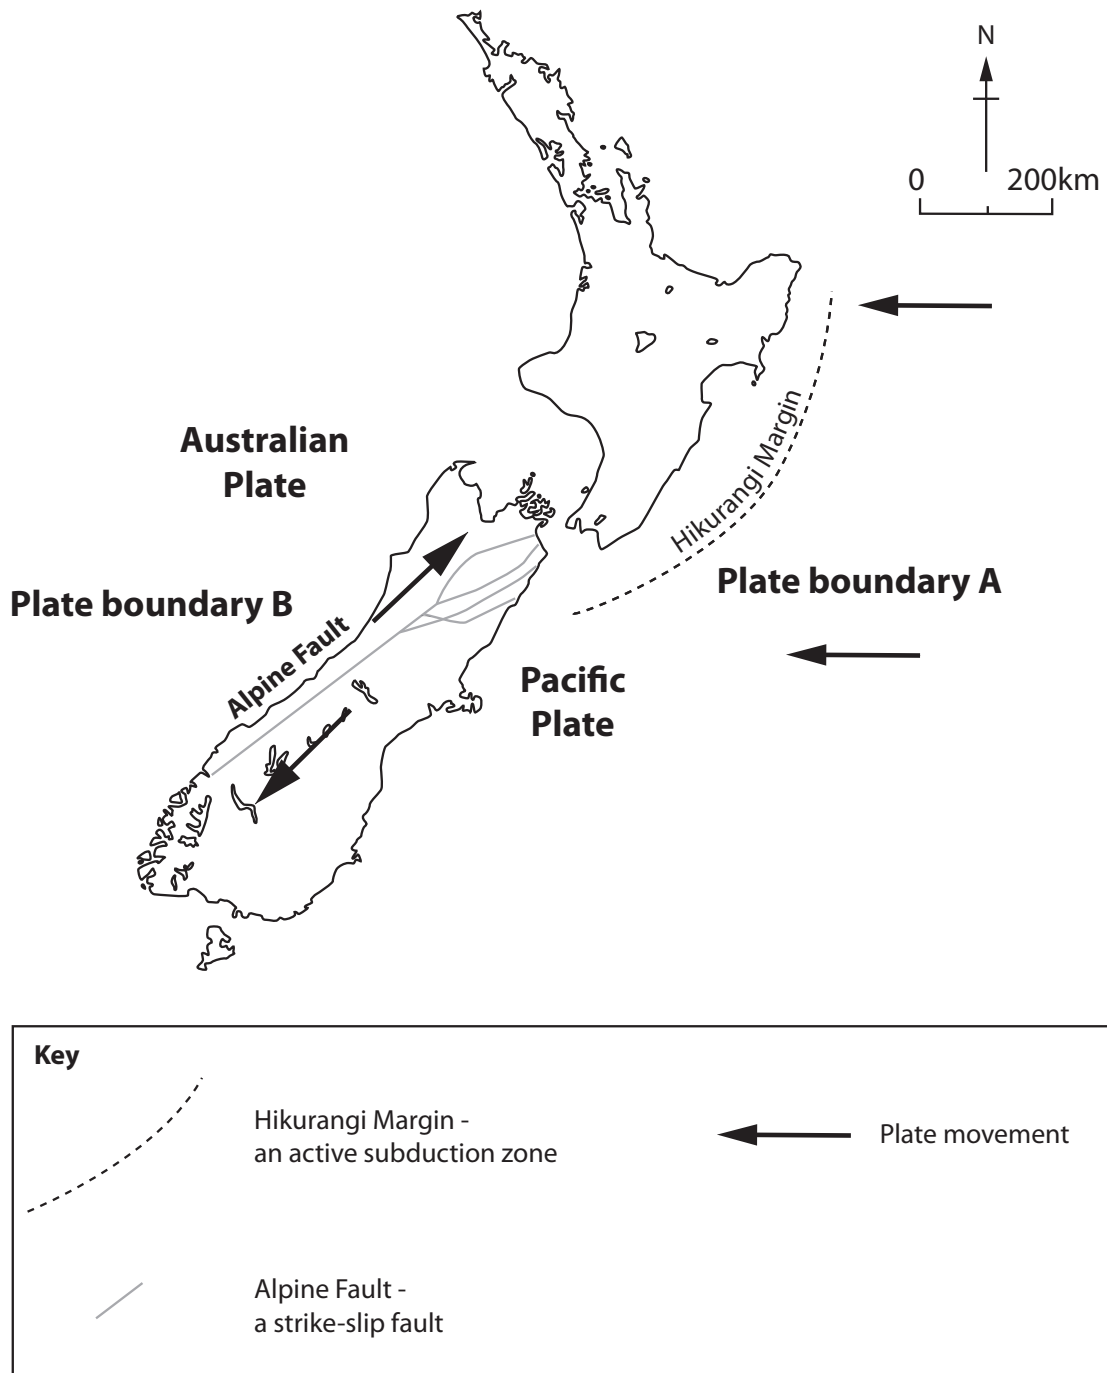 N
0 200km
Hikurangi Margin
Australian
Plate
Plate boundary A
Plate boundary B
Alpine Fault
Pacific
Plate
Key
Hikurangi Margin -
an active subduction zone
Plate movement
Alpine Fault -
a strike-slip fault